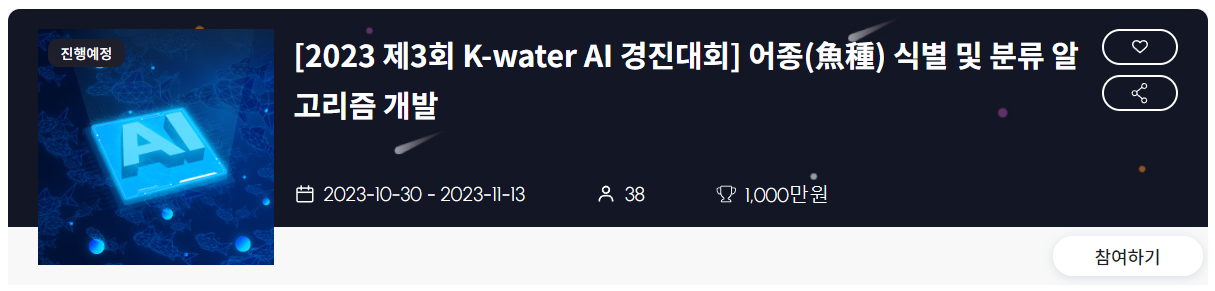 진행예정
[2023 제3회 K-water AI 경진대회] 어종(魚種) 식별 및 분류 알
고리즘 개발
AI
2023-10-30 - 2023-11-13
38
1,000만원
참여하기